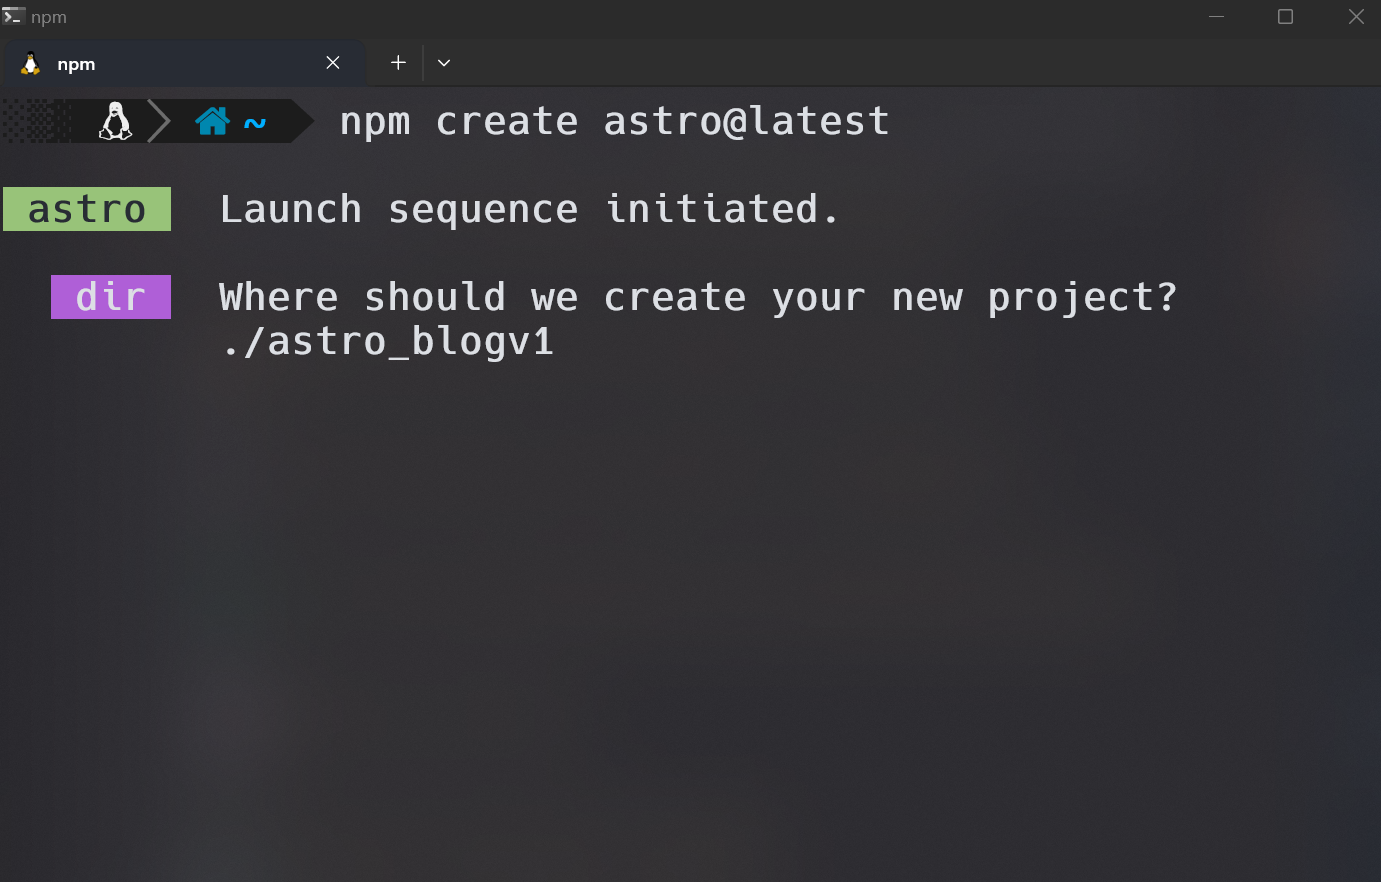 npm
npm
~ npm create astro@latest
astro Launch sequence initiated.
dir Where should we create your new project?
./astro_blogv1